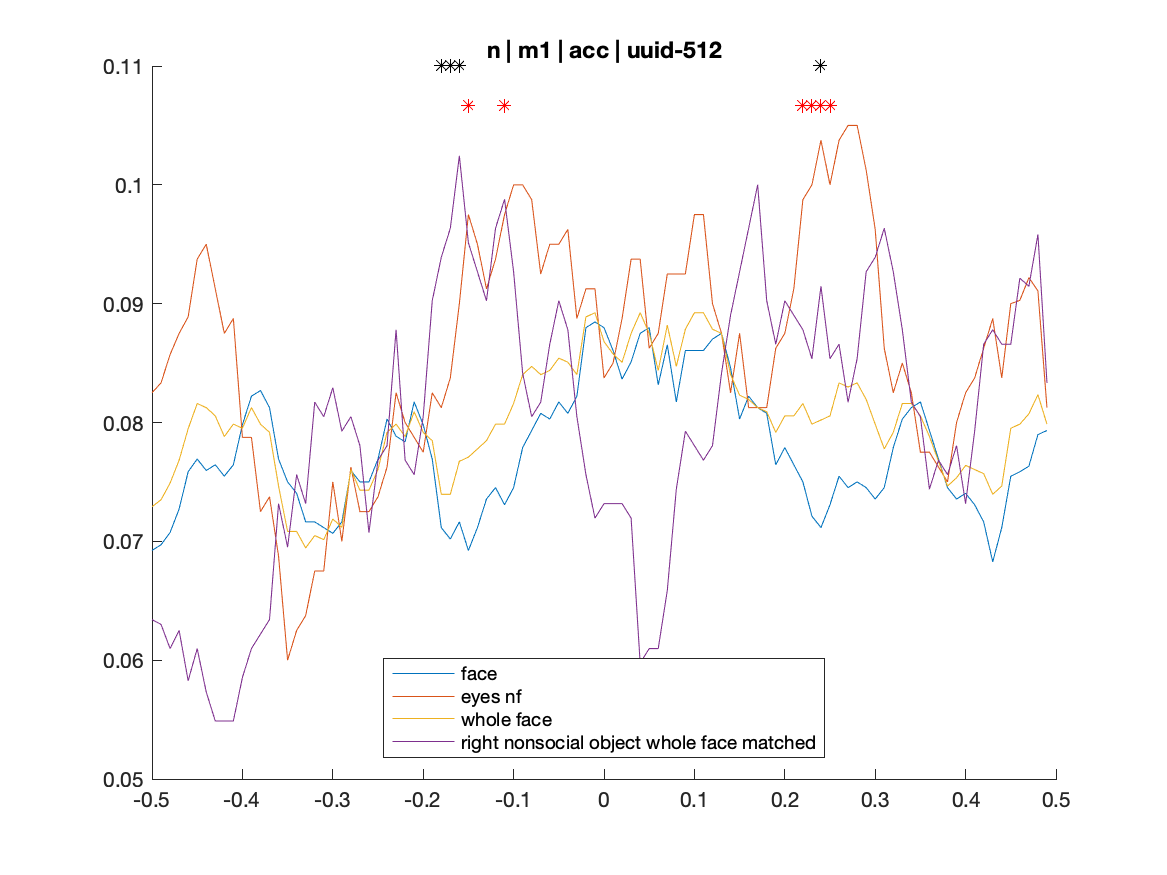 n | m1 | acc | uuid-512
0.11
0.1
0.09
0.08
0.07
0.06
0.05
face
eyes nf
whole face
right nonsocial object whole face matched
-0.5 -0.4 -0.3 -0.2 -0.1 0 0.1 0.2 0.3 0.4 0.5